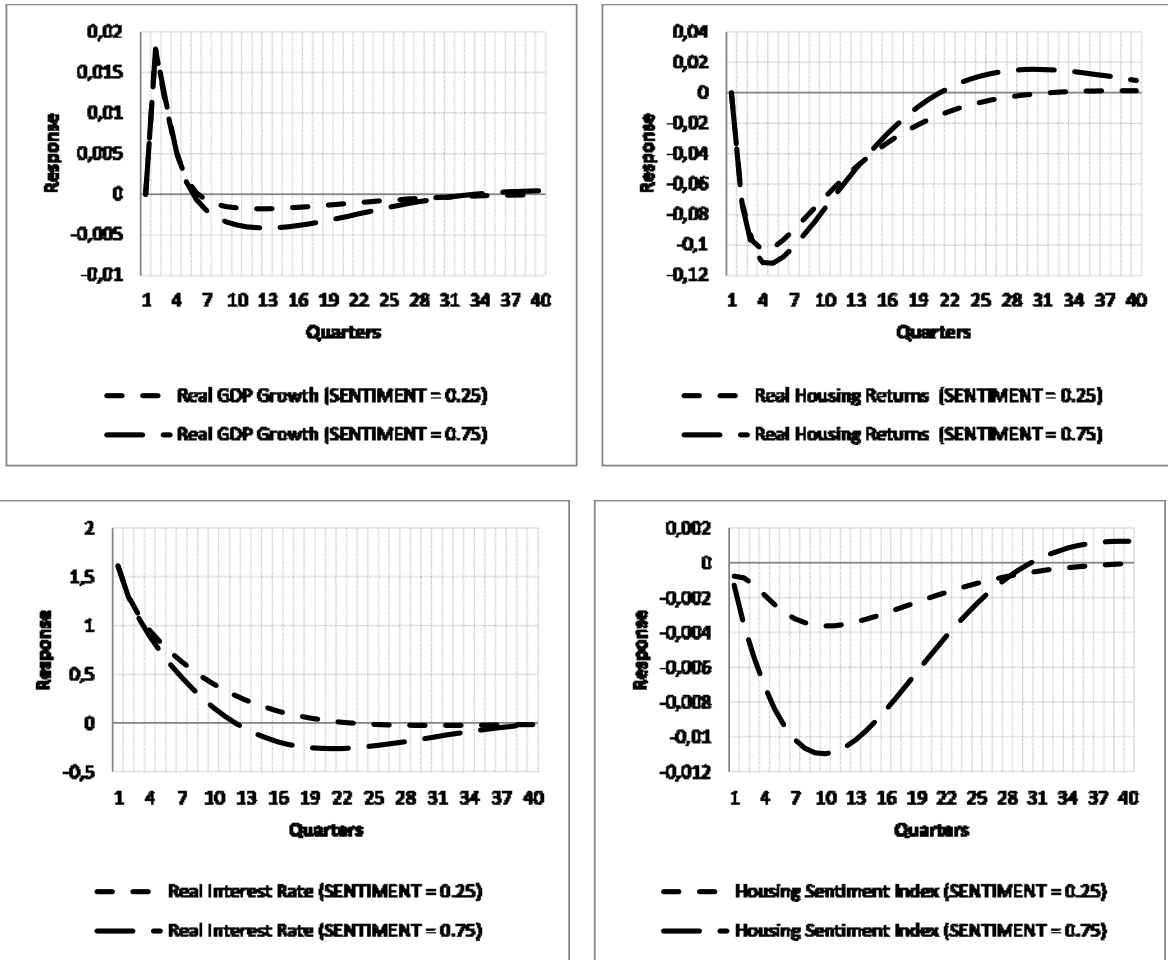 0,02
0,015
0,01
0,005
0
-0,005
-0,01
Response
1 4 7 10 13 16 19 22 25 28 31 34 37 40
Quarters
Real GDP Growth (SENTIMENT = 0.25)
Real GDP Growth (SENTIMENT = 0.75)
0,04
0,02
0
-0,02
-0,04
-0,06
-0,08
-0,1
-0,12
Response
1 4 7 10 13 16 19 22 25 28 31 34 37 40
Quarters
Real Housing Returns (SENTIMENT = 0.25)
Real Housing Returns (SENTIMENT = 0.75)
2
1,5
1
0,5
0
-0,5
Response
1 4 7 10 13 16 19 22 25 28 31 34 37 40
Quarters
Real Interest Rate (SENTIMENT = 0.25)
Real Interest Rate (SENTIMENT = 0.75)
0,002
0
-0,002
-0,004
-0,006
-0,008
-0,01
-0,012
Response
1 4 7 10 13 16 19 22 25 28 31 34 37 40
Quarters
Housing Sentiment Index (SENTIMENT = 0.25)
Housing Sentiment Index (SENTIMENT = 0.75)